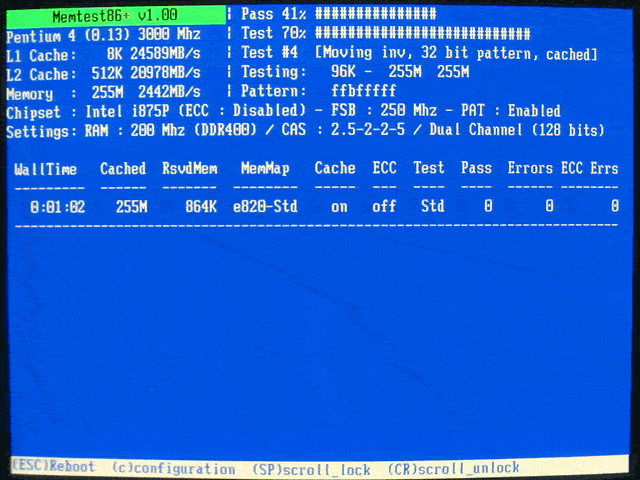 Memtest86+ v1.00 | Pass 41% ###############
Pentium 4 (0.13) 3000 Mhz | Test 70% ###########################
L1 Cache: 8K 24589MB/s | Test #4 [Moving inv, 32 bit pattern, cached]
L2 Cache: 512K 20978MB/s | Testing: 96K - 255M 255M
Memory : 255M 2442MB/s | Pattern: ffbfffff
Chipset : Intel i875P (ECC : Disabled) - FSB : 250 Mhz - PAT : Enabled
Settings: RAM : 200 Mhz (DDR400) / CAS : 2.5-2-2-5 / Dual Channel (128 bits)
WallTime Cached RsvdMem MemMap Cache ECC Test Pass Errors ECC Errs
--------- ------ ------- -------- ----- --- ---- ---- ------ --------
0:01:02 255M 864K e820-Std on off Std 0 0 0
-----------------------------------------------------------------------------
(ESC)Reboot (c)configuration (SP)scroll_lock (CR)scroll_unlock